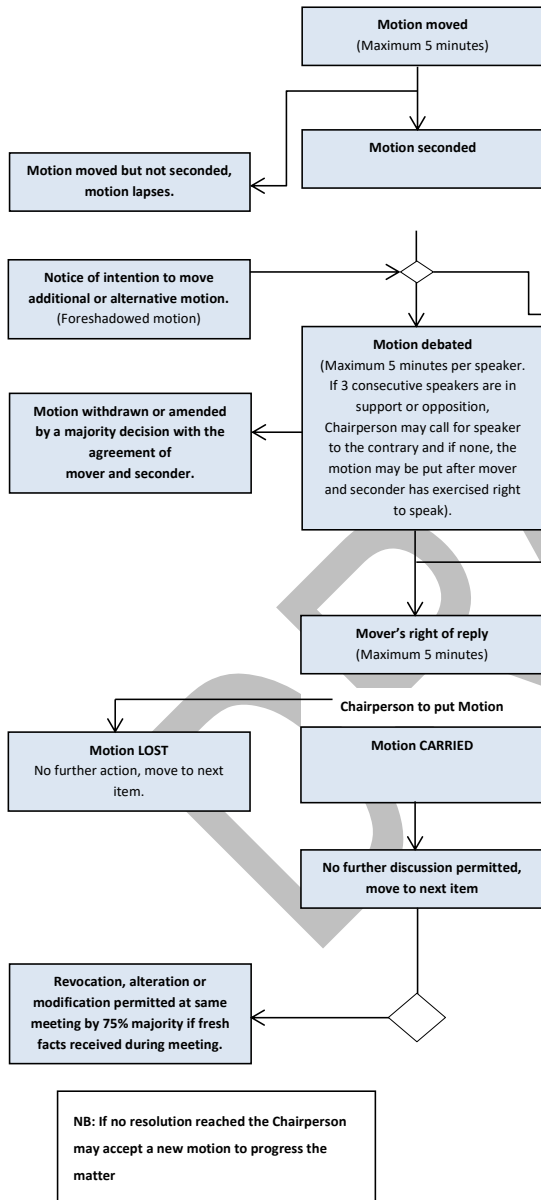 Motion moved
(Maximum 5 minutes)
Motion seconded
Motion moved but not seconded,
motion lapses.
Notice of intention to move
additional or alternative motion.
(Foreshadowed motion)
Motion debated
(Maximum 5 minutes per speaker.
If 3 consecutive speakers are in
support or opposition,
Chairperson may call for speaker
to the contrary and if none, the
motion may be put after mover
and seconder has exercised right
to speak).
Motion withdrawn or amended
by a majority decision with the
agreement of
mover and seconder.
Mover's right of reply
(Maximum 5 minutes)
Chairperson to put Motion
Motion LOST
No further action, move to next
item.
Motion CARRIED
No further discussion permitted,
move to next item
Revocation, alteration or
modification permitted at same
meeting by 75% majority if fresh
facts received during meeting.
NB: If no resolution reached the Chairperson
may accept a new motion to progress the
matter